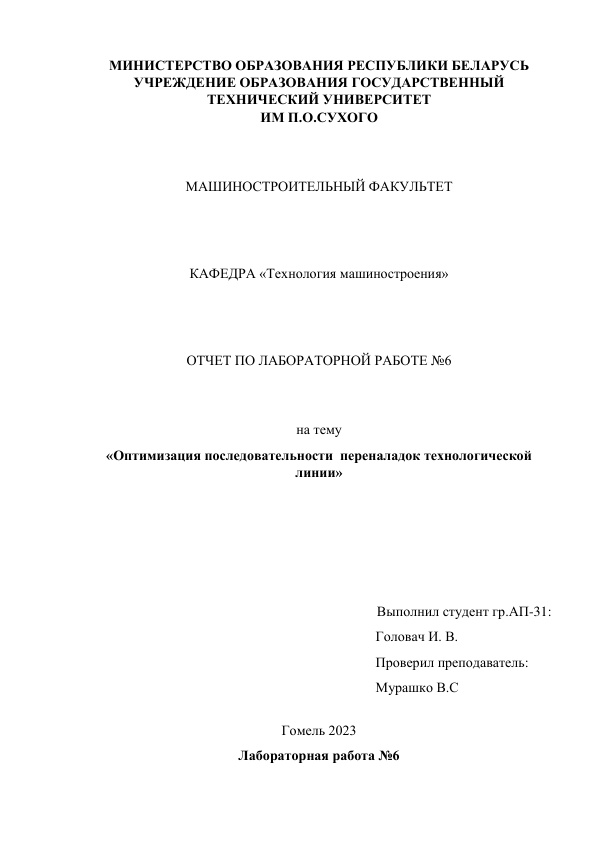 МИНИСТЕРСТВО ОБРАЗОВАНИЯ РЕСПУБЛИКИ БЕЛАРУСЬ
УЧРЕЖДЕНИЕ ОБРАЗОВАНИЯ ГОСУДАРСТВЕННЫЙ
ТЕХНИЧЕСКИЙ УНИВЕРСИТЕТ
ИМ П.О.СУХОГО
МАШИНОСТРОИТЕЛЬНЫЙ ФАКУЛЬТЕТ
КАФЕДРА «Технология машиностроения»
ОТЧЕТ ПО ЛАБОРАТОРНОЙ РАБОТЕ №6
на тему
«Оптимизация последовательности  переналадок технологической
линии»
Выполнил студент гр.АП-31:
Головач И. В.
Проверил преподаватель:
Мурашко В.С
Гомель 2023
Лабораторная работа №6